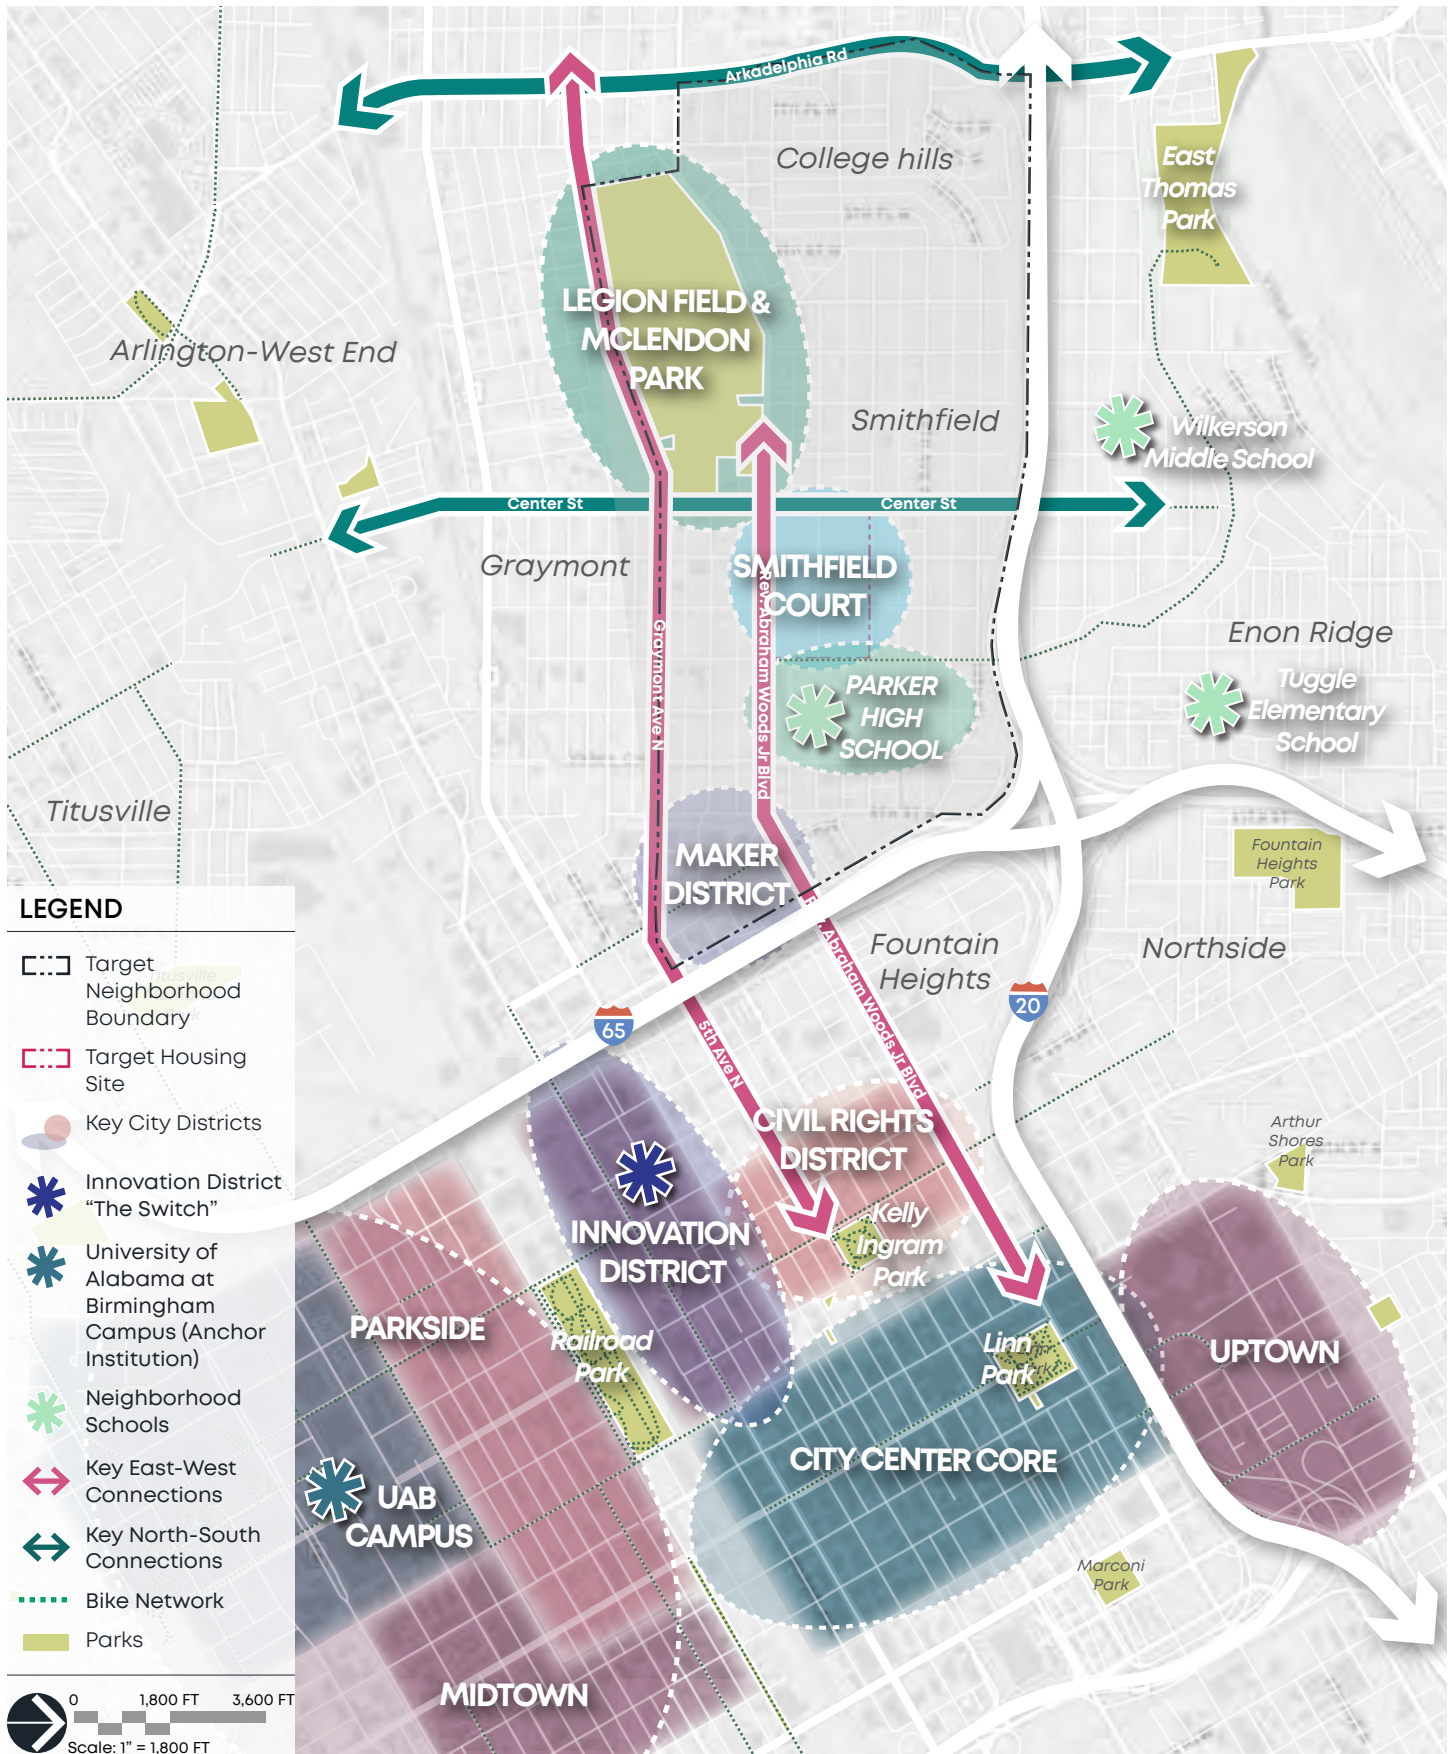 Arkadelphia Rd
College hills
East
Thomas
Park
LEGION FIELD &
MCLENDON
PARK
Arlington-West End
Smithfield
Wilkerson
Middle School
Center St
Center St
Graymont
SMITHFIELD
COURT
Rev. Abraham Woods Jr Blvd
Graymont Ave N
Enon Ridge
Tuggle
Elementary
School
PARKER
HIGH
SCHOOL
Titusville
MAKER
DISTRICT
Fountain
Heights
Park
Fountain
Heights
Northside
Abraham Woods Jr Blvd
5th Ave N
65
20
CIVIL RIGHTS
DISTRICT
Arthur
Shores
Park
Kelly
Ingram
Park
INNOVATION
DISTRICT
PARKSIDE
Railroad
Park
Linn
Park
UPTOWN
CITY CENTER CORE
UAB
CAMPUS
Marconi
Park
MIDTOWN
LEGEND
Target
Neighborhood
Boundary
Target Housing
Site
Key City Districts
Innovation District
“The Switch”
University of
Alabama at
Birmingham
Campus (Anchor
Institution)
Neighborhood
Schools
Key East-West
Connections
Key North-South
Connections
Bike Network
Parks
0 1,800 FT 3,600 FT
Scale: 1” = 1,800 FT